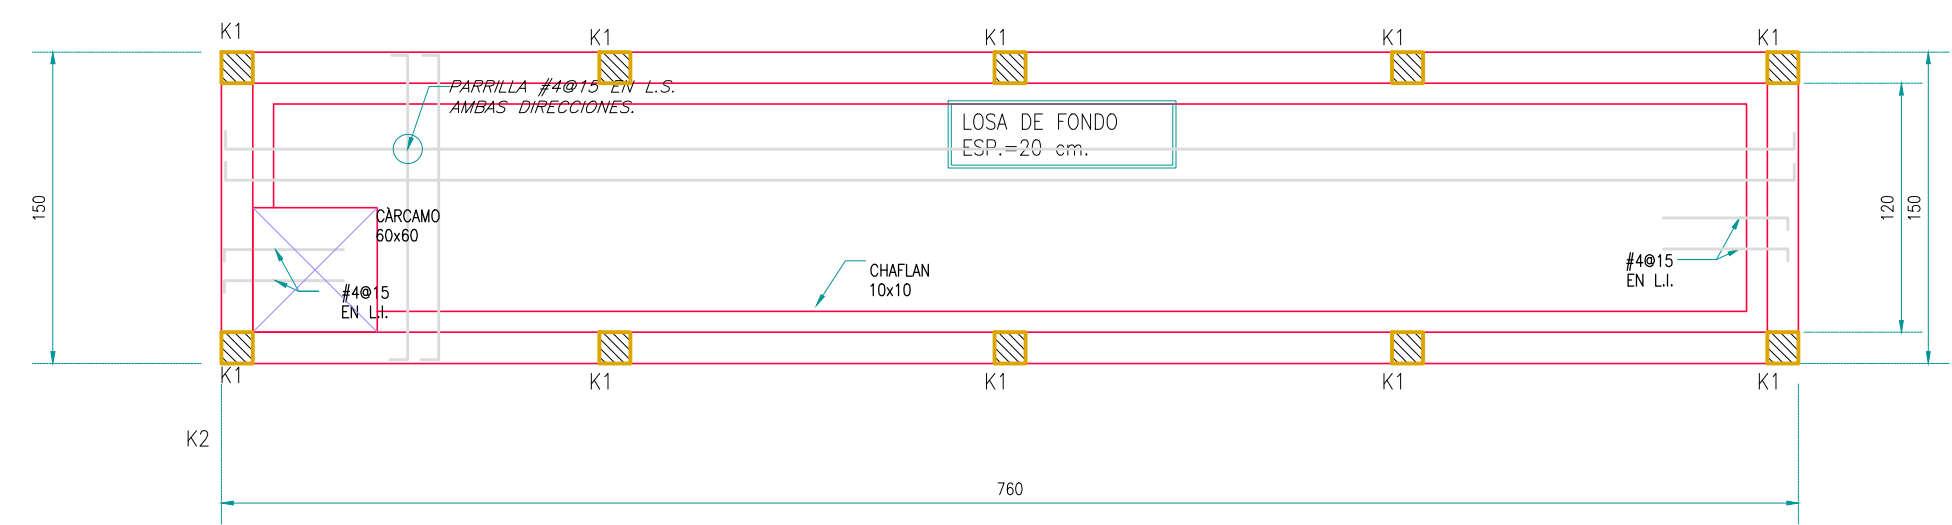 K1
K1
K1
K1
K1
PARRILLA #4@15 EN L.S.
AMBAS DIRECCIONES.
LOSA DE FONDO
ESP.=20 cm.
150
120
150
CÀRCAMO
60x60
#4@15
EN L.I.
CHAFLAN
10x10
#4@15
EN L.I.
K1
K1
K1
K1
K1
K2
760